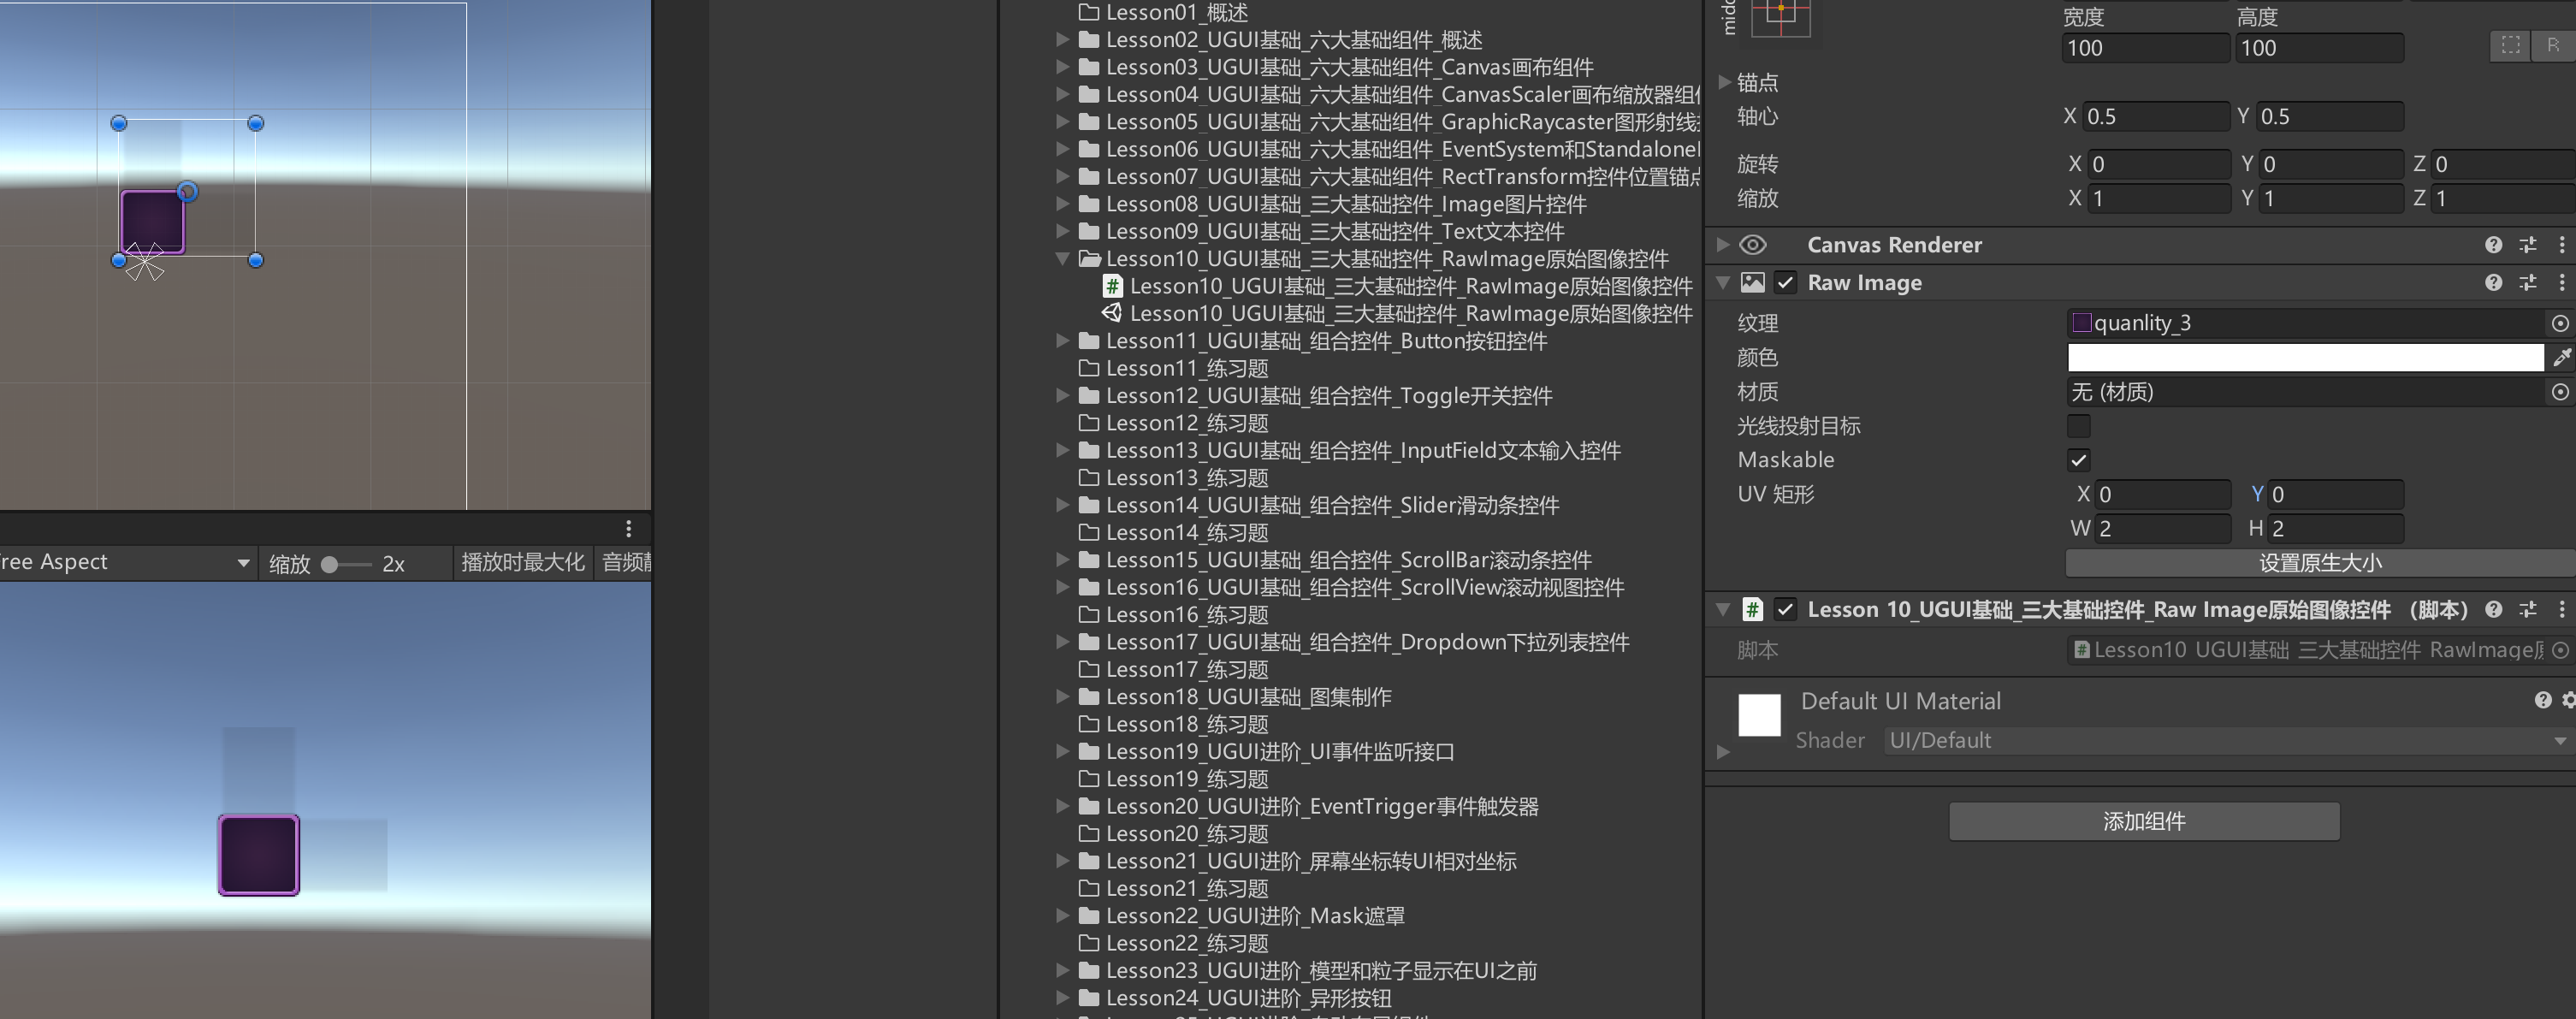 ree Aspect
缩放
2x
播放时最大化
音频
Lesson01_概述
Lesson02_UGUI基础_六大基础组件_概述
Lesson03_UGUI基础_六大基础组件_Canvas画布组件
Lesson04_UGUI基础_六大基础组件_CanvasScaler画布缩放器组
Lesson05_UGUI基础_六大基础组件_GraphicRaycaster图形射线
Lesson06_UGUI基础_六大基础组件_EventSystem和Standalone
Lesson07_UGUI基础_六大基础组件_RectTransform控件位置锚点
Lesson08_UGUI基础_三大基础控件_Image图片控件
Lesson09_UGUI基础_三大基础控件_Text文本控件
Lesson10_UGUI基础_三大基础控件_RawImage原始图像控件
Lesson10_UGUI基础_三大基础控件_RawImage原始图像控件
Lesson10_UGUI基础_三大基础控件_RawImage原始图像控件
Lesson11_UGUI基础_组合控件_Button按钮控件
Lesson11_练习题
Lesson12_UGUI基础_组合控件_Toggle开关控件
Lesson12_练习题
Lesson13_UGUI基础_组合控件_InputField文本输入控件
Lesson13_练习题
Lesson14_UGUI基础_组合控件_Slider滑动条控件
Lesson14_练习题
Lesson15_UGUI基础_组合控件_ScrollBar滚动条控件
Lesson16_UGUI基础_组合控件_ScrollView滚动视图控件
Lesson16_练习题
Lesson17_UGUI基础_组合控件_Dropdown下拉列表控件
Lesson17_练习题
Lesson18_UGUI基础_图集制作
Lesson18_练习题
Lesson19_UGUI进阶_UI事件监听接口
Lesson19_练习题
Lesson20_UGUI进阶_EventTrigger事件触发器
Lesson20_练习题
Lesson21_UGUI进阶_屏幕坐标转UI相对坐标
Lesson21_练习题
Lesson22_UGUI进阶_Mask遮罩
Lesson22_练习题
Lesson23_UGUI进阶_模型和粒子显示在UI之前
Lesson24_UGUI进阶_异形按钮
midd
宽度 高度
100 100
R
锚点
轴心 X 0.5 Y 0.5
旋转 X 0 Y 0 Z 0
缩放 X 1 Y 1 Z 1
Canvas Renderer
Raw Image
纹理 quanlity_3
颜色
材质 无 (材质)
光线投射目标
Maskable
UV 矩形 X 0 Y 0
W 2 H 2
设置原生大小
Lesson 10_UGUI基础_三大基础控件_Raw Image原始图像控件 （脚本）
脚本 Lesson10_UGUI基础_三大基础控件_RawImage
Default UI Material
Shader UI/Default
添加组件